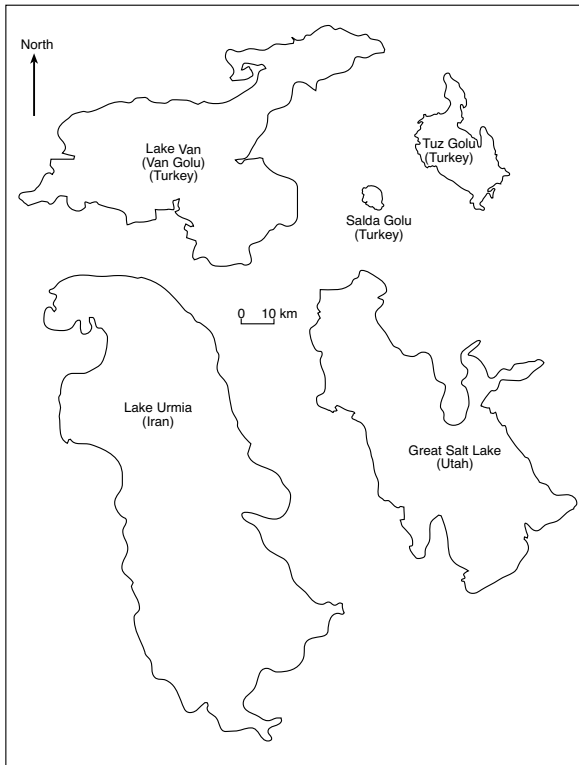 North
Lake Van
(Van Golu)
(Turkey)
Tuz Golu
(Turkey)
Salda Golu
(Turkey)
0 10 km
Lake Urmia
(Iran)
Great Salt Lake
(Utah)